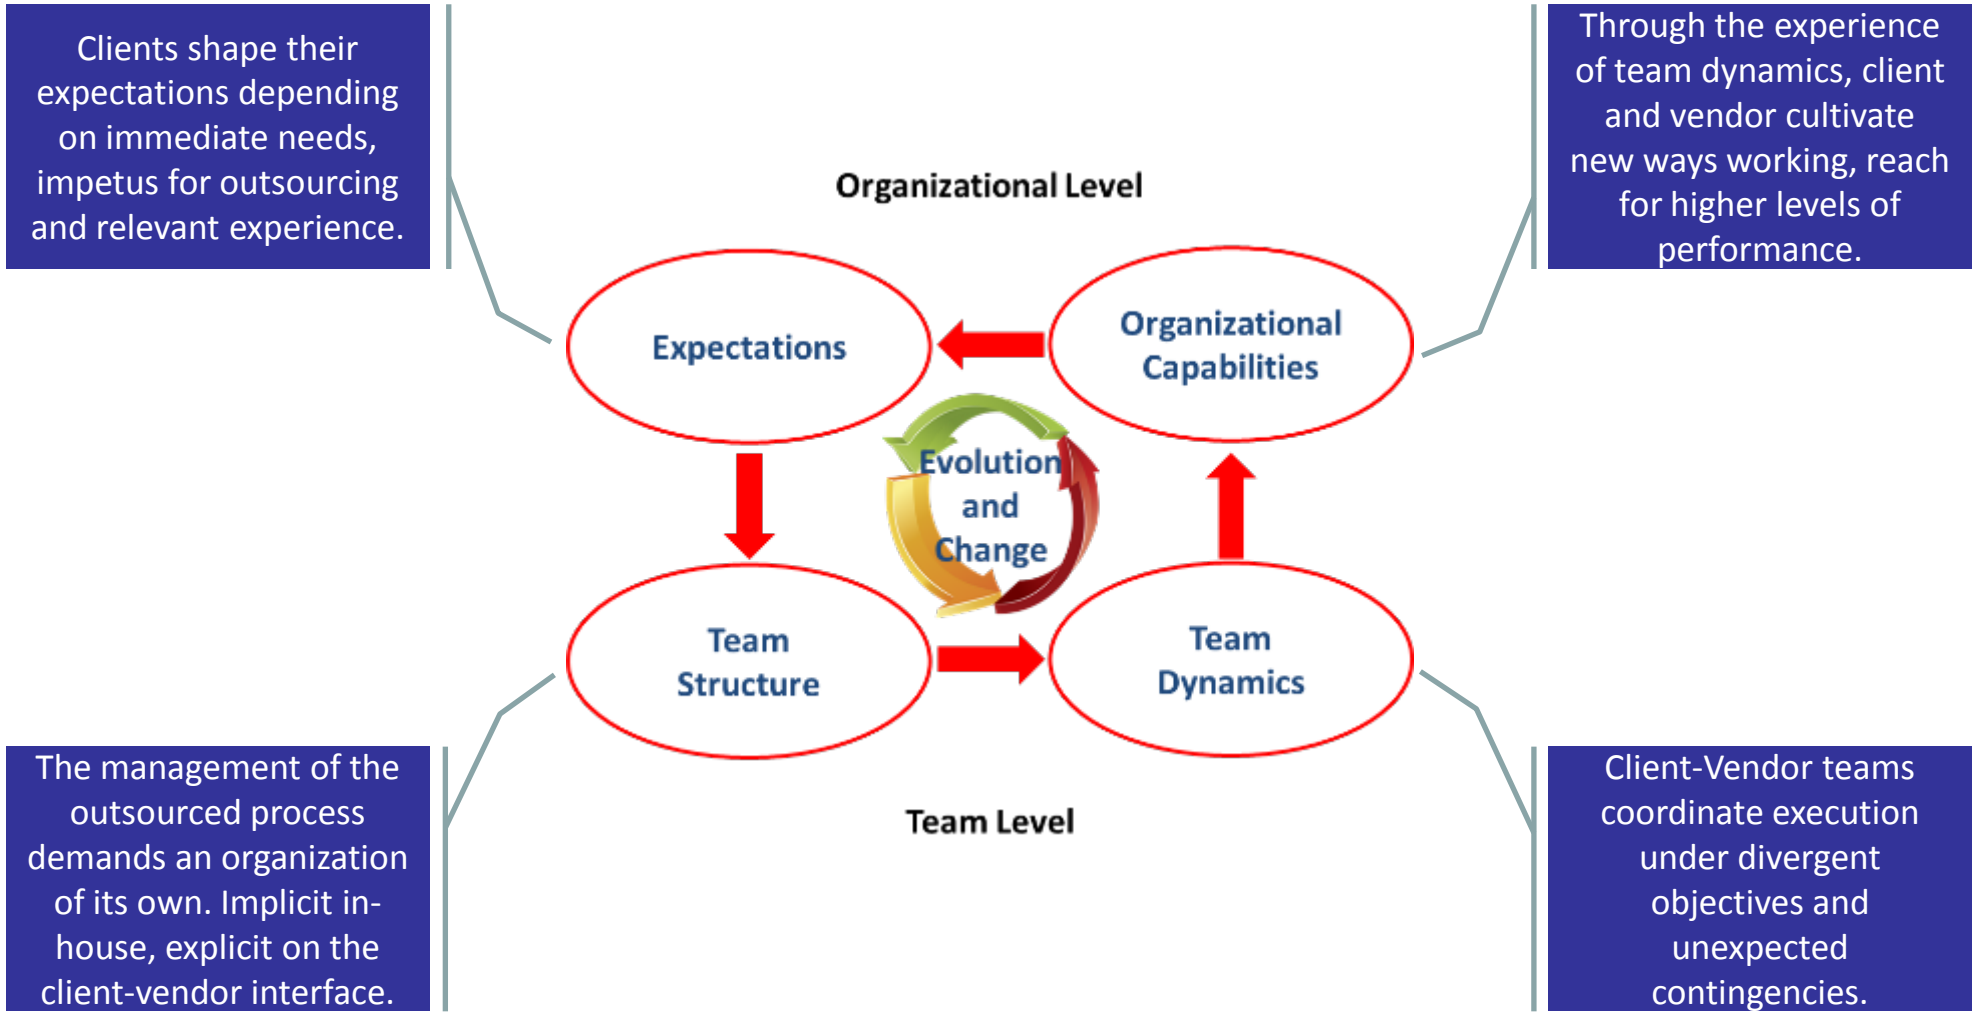 Clients shape their
expectations depending
on immediate needs,
impetus for outsourcing
and relevant experience.
Through the experience
of team dynamics, client
and vendor cultivate
new ways working, reach
for higher levels of
performance.
Organizational Level
Expectations
Organizational
Capabilities
Evolution
and
Change
Team
Structure
Team
Dynamics
Team Level
The management of the
outsourced process
demands an organization
of its own. Implicit in-
house, explicit on the
client-vendor interface.
Client-Vendor teams
coordinate execution
under divergent
objectives and
unexpected
contingencies.